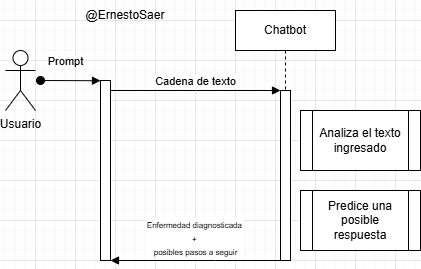 @ErnestoSaer
Chatbot
Prompt
Cadena de texto
Usuario
Analiza el texto
ingresado
Predice una
posible
respuesta
Enfermedad diagnosticada
+
posibles pasos a seguir